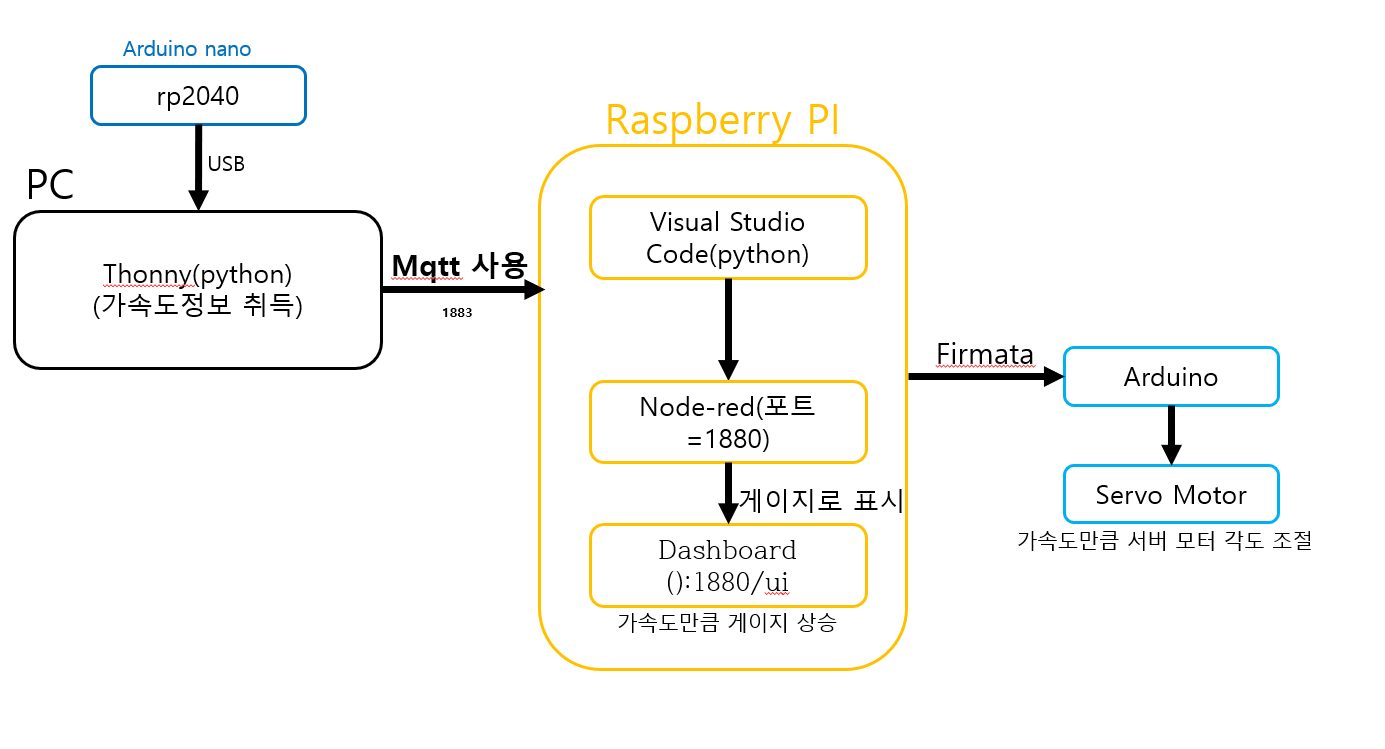 Arduino nano
rp2040
USB
PC
Thonny(python)
(가속도정보 취득)
Mqtt 사용
1883
Raspberry PI
Visual Studio
Code(python)
Node-red(포트
=1880)
게이지로 표시
Dashboard
():1880/ui
가속도만큼 게이지 상승
Firmata
Arduino
Servo Motor
가속도만큼 서버 모터 각도 조절